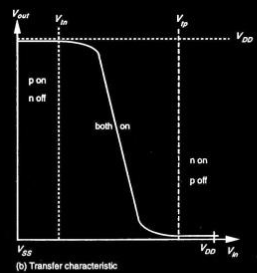 Vout
Vtn
Vtp
VDD
p on
n off
both on
n on
p off
VSS
VDD
Vin
(b) Transfer characteristic